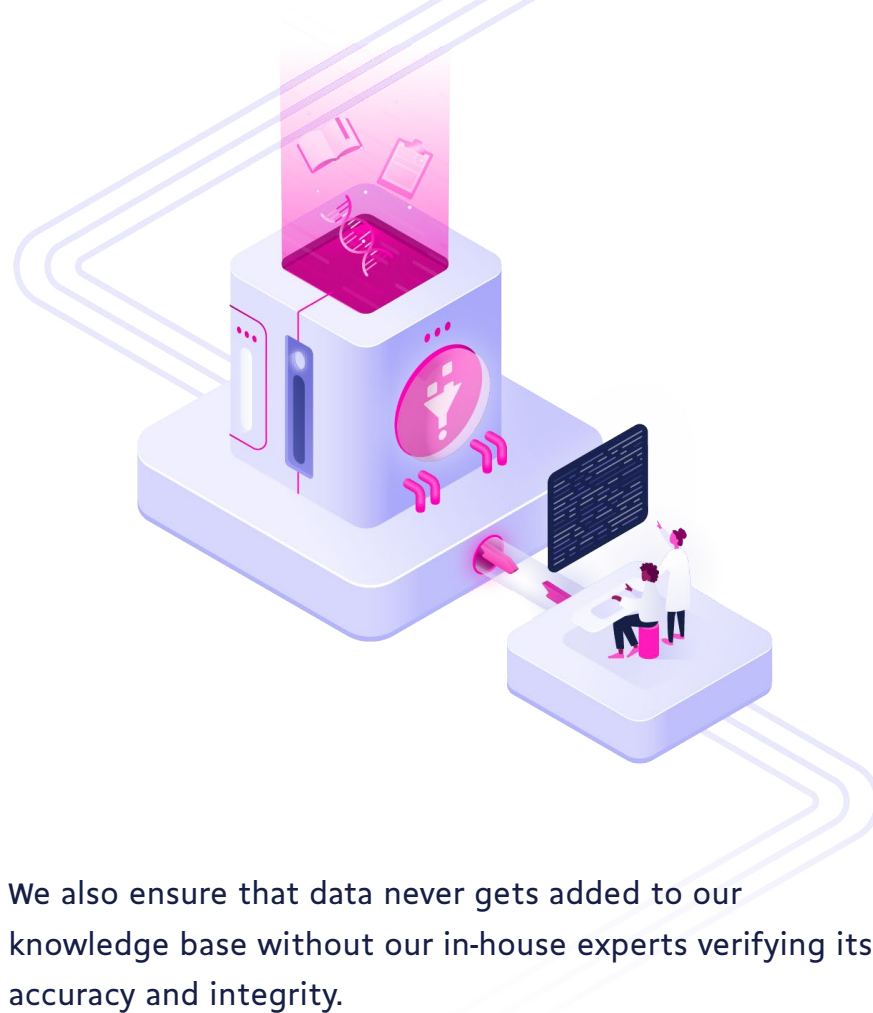 We also ensure that data never gets added to our
knowledge base without our in-house experts verifying its
accuracy and integrity.